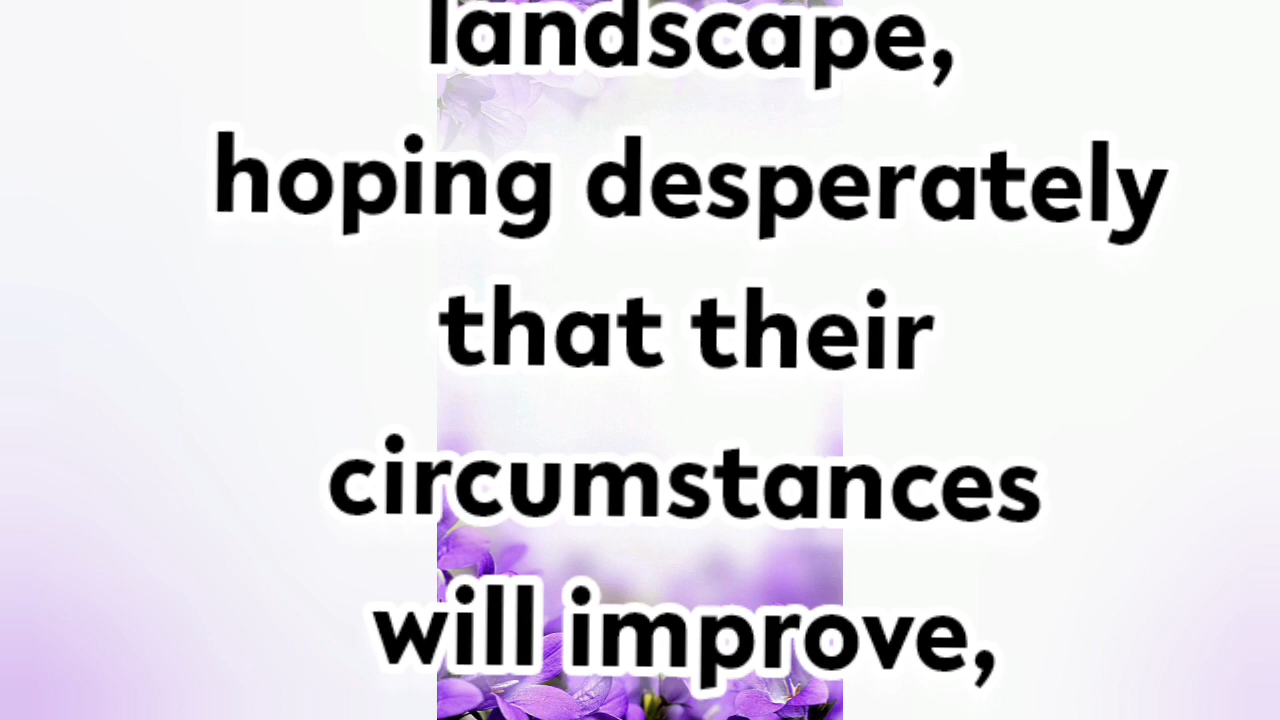 landscape,
hoping desperately
that their
circumstances
will improve,